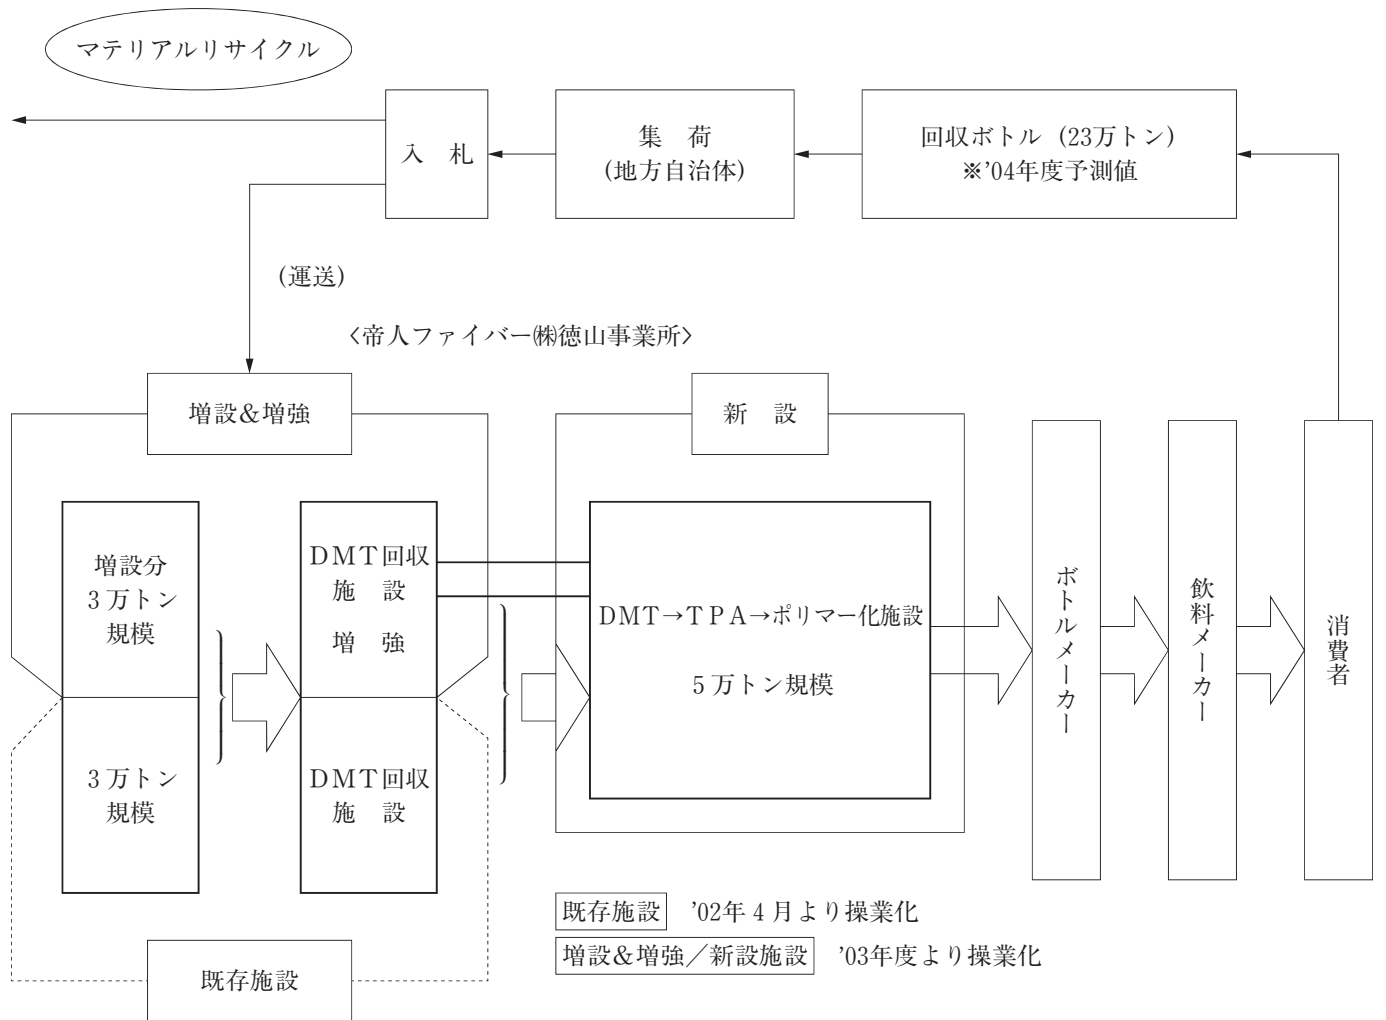 マテリアルリサイクル
入　札
集　荷
(地方自治体)
回収ボトル (23万トン)
※'04年度予測値
(運送)
〈帝人ファイバー㈱徳山事業所〉
増設&増強
新　設
増設分
3万トン
規模
3万トン
規模
DMT回収
施　設
増　強
DMT回収
施　設
DMT→TPA→ポリマー化施設
5万トン規模
ボトルメーカー
飲料メーカー
消費者
既存施設　'02年4月より操業化
増設&増強／新設施設　'03年度より操業化
既存施設